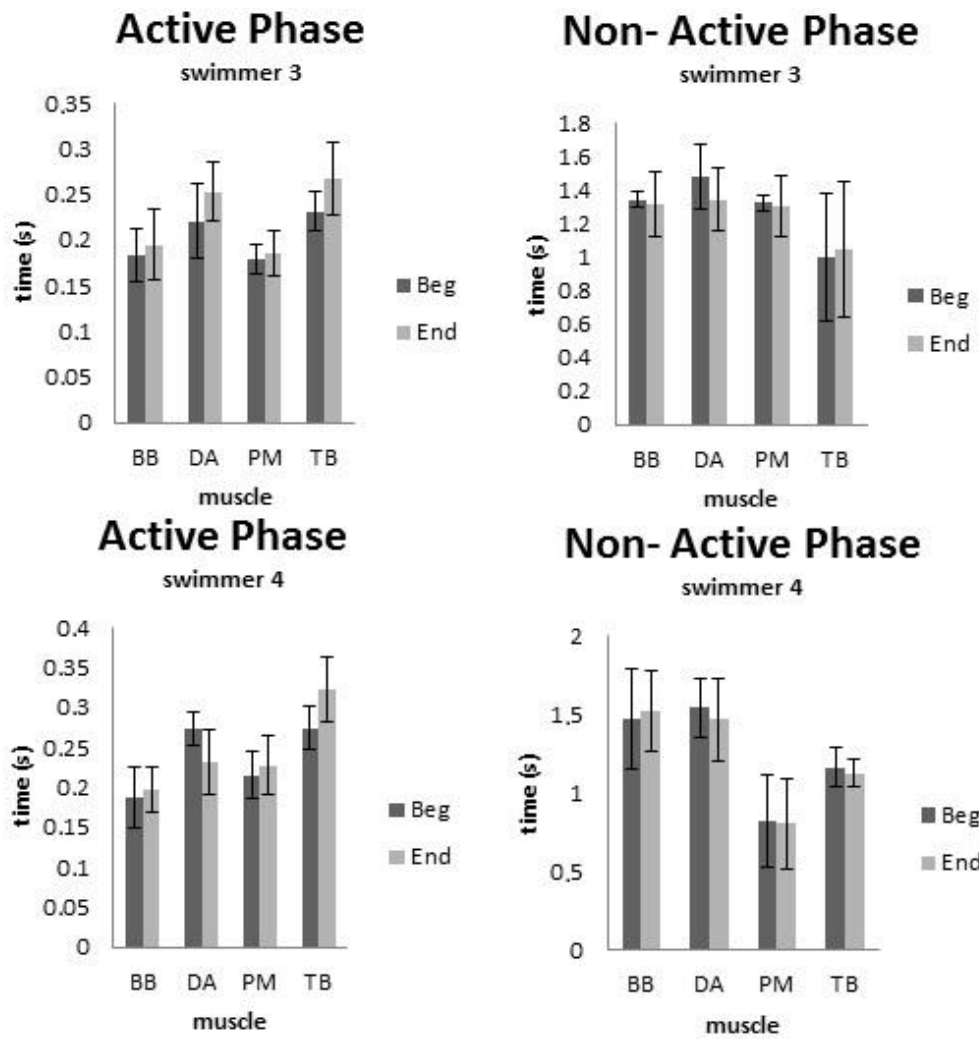 Active Phase
swimmer 3
0.35
0.3
0.25
0.2
0.15
0.1
0.05
0
time (s)
BB DA PM TB
muscle
Beg
End
Non- Active Phase
swimmer 3
1.8
1.6
1.4
1.2
1
0.8
0.6
0.4
0.2
0
time (s)
BB DA PM TB
muscle
Beg
End
Active Phase
swimmer 4
0.4
0.35
0.3
0.25
0.2
0.15
0.1
0.05
0
time (s)
BB DA PM TB
muscle
Beg
End
Non- Active Phase
swimmer 4
2
1.5
1
0.5
0
time (s)
BB DA PM TB
muscle
Beg
End